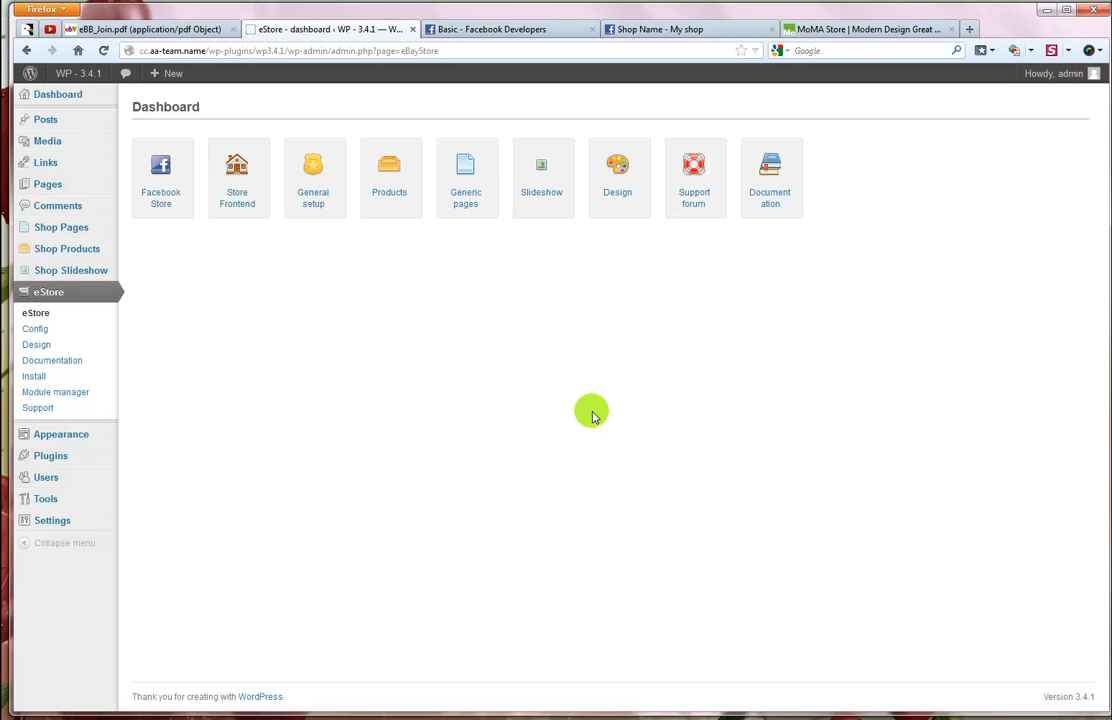 Firefox
eBB_Join.pdf (application/pdf Object)
eStore - dashboard ‹ WP - 3.4.1 — W...
Basic - Facebook Developers
Shop Name - My shop
MoMA Store | Modern Design Great ...
cc.aa-team.name/wp-plugins/wp3.4.1/wp-admin/admin.php?page=eBayStore
Google
WP - 3.4.1
New
Howdy, admin
Dashboard
Posts
Media
Links
Pages
Comments
Shop Pages
Shop Products
Shop Slideshow
eStore
eStore
Config
Design
Documentation
Install
Module manager
Support
Appearance
Plugins
Users
Tools
Settings
Collapse menu
Dashboard
Facebook
Store
Store
Frontend
General
setup
Products
Generic
pages
Slideshow
Design
Support
forum
Document
ation
Thank you for creating with WordPress.
Version 3.4.1